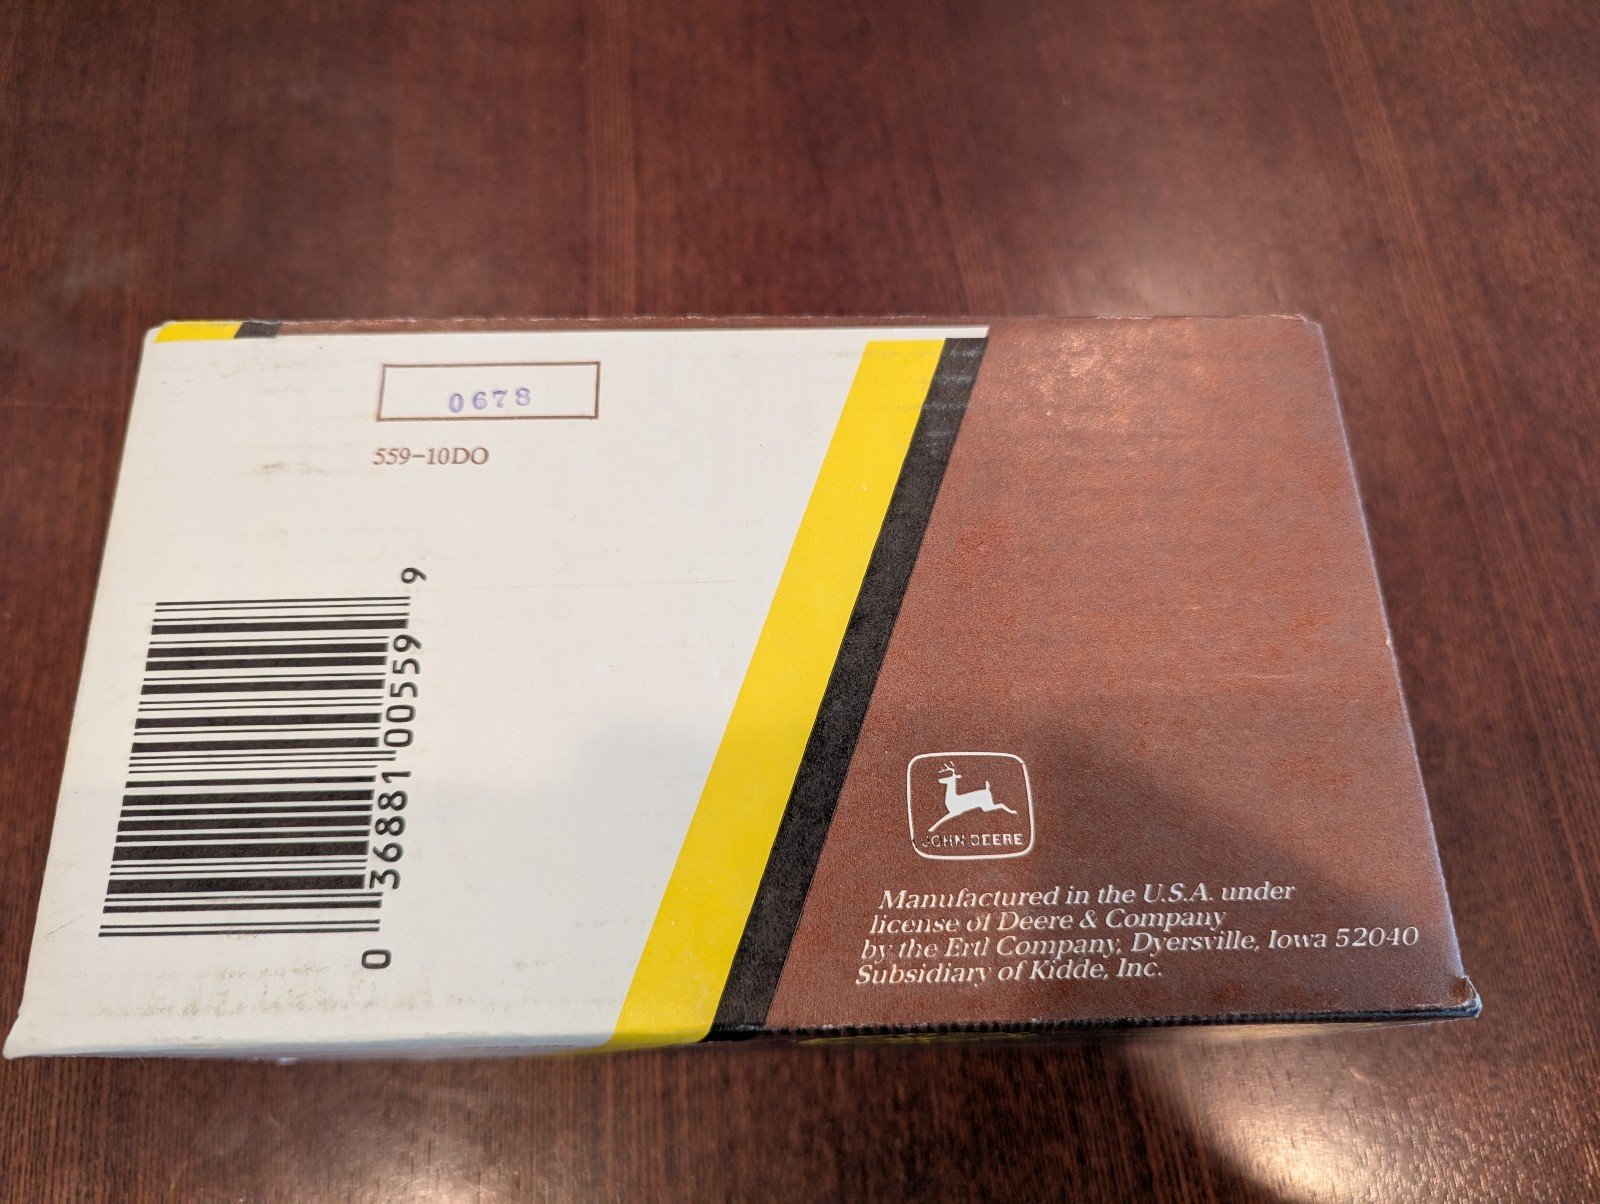 0678
559-10DO
0 36881 00559 9
JOHN DEERE
Manufactured in the U.S.A. under
license of Deere & Company
by the Ertl Company, Dyersville, Iowa 52040
Subsidiary of Kidde, Inc.